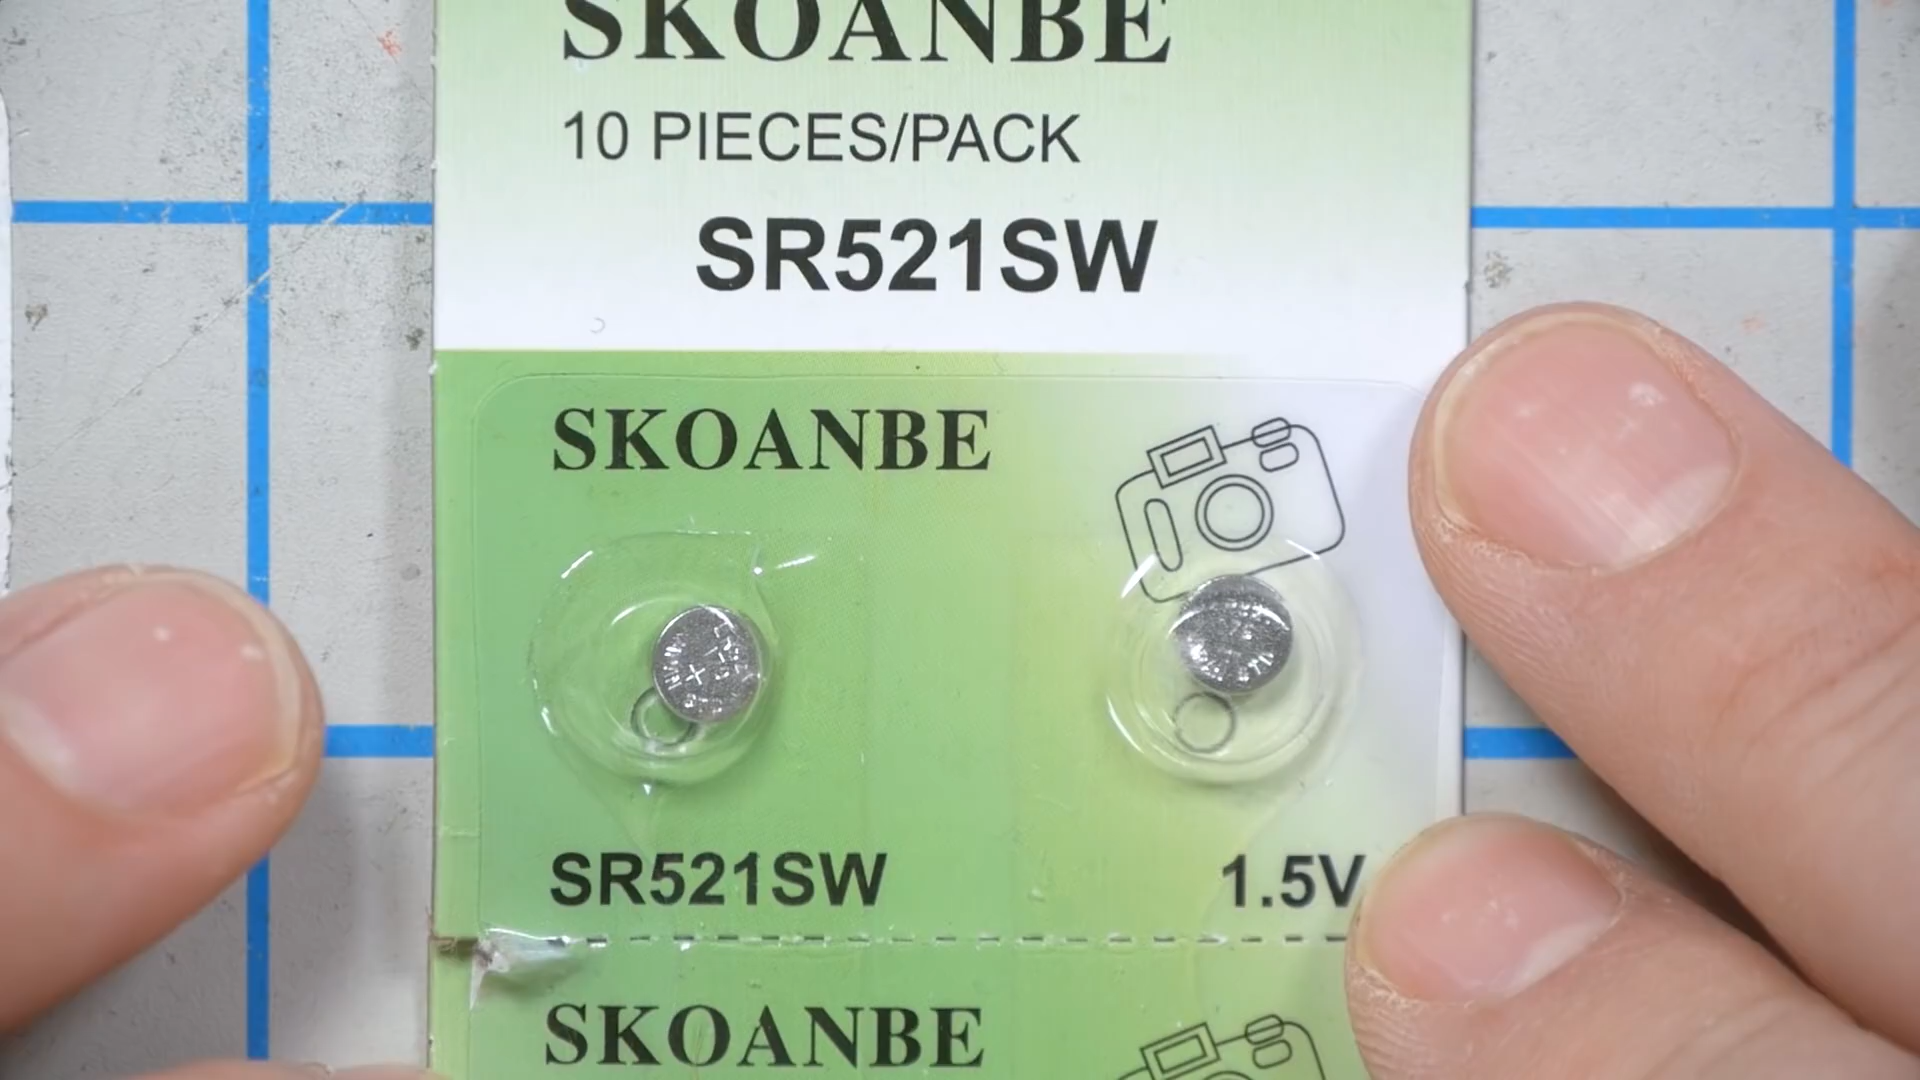 SKOANBE
10 PIECES/PACK
SR521SW
SKOANBE
+
SR521SW
1.5V
SKOANBE